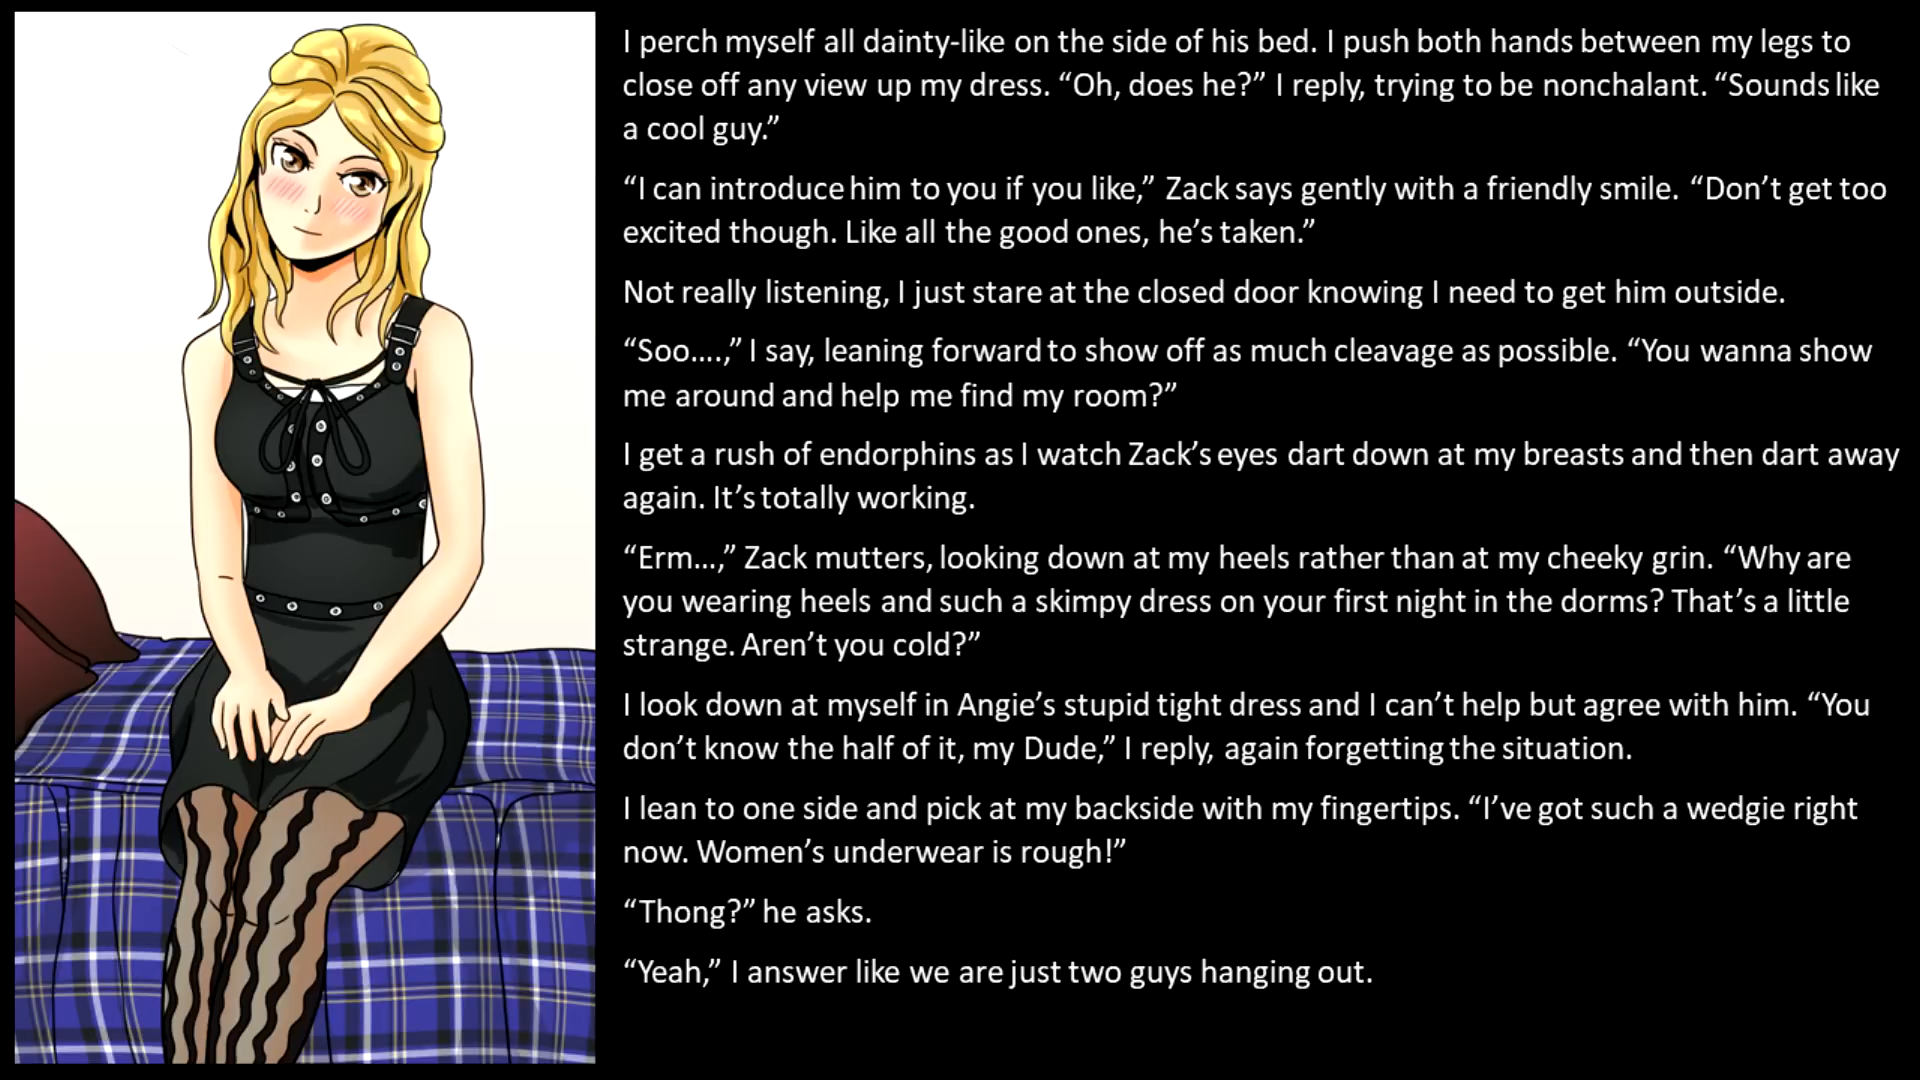 I perch myself all dainty-like on the side of his bed. I push both hands between my legs to
close off any view up my dress. “Oh, does he?” I reply, trying to be nonchalant. “Sounds like
a cool guy.”
“I can introduce him to you if you like,” Zack says gently with a friendly smile. “Don’t get too
excited though. Like all the good ones, he’s taken.”
Not really listening, I just stare at the closed door knowing I need to get him outside.
“Soo....,” I say, leaning forward to show off as much cleavage as possible. “You wanna show
me around and help me find my room?”
I get a rush of endorphins as I watch Zack’s eyes dart down at my breasts and then dart away
again. It’s totally working.
“Erm...,” Zack mutters, looking down at my heels rather than at my cheeky grin. “Why are
you wearing heels and such a skimpy dress on your first night in the dorms? That’s a little
strange. Aren’t you cold?”
I look down at myself in Angie’s stupid tight dress and I can’t help but agree with him. “You
don’t know the half of it, my Dude,” I reply, again forgetting the situation.
I lean to one side and pick at my backside with my fingertips. “I’ve got such a wedgie right
now. Women’s underwear is rough!”
“Thong?” he asks.
“Yeah,” I answer like we are just two guys hanging out.